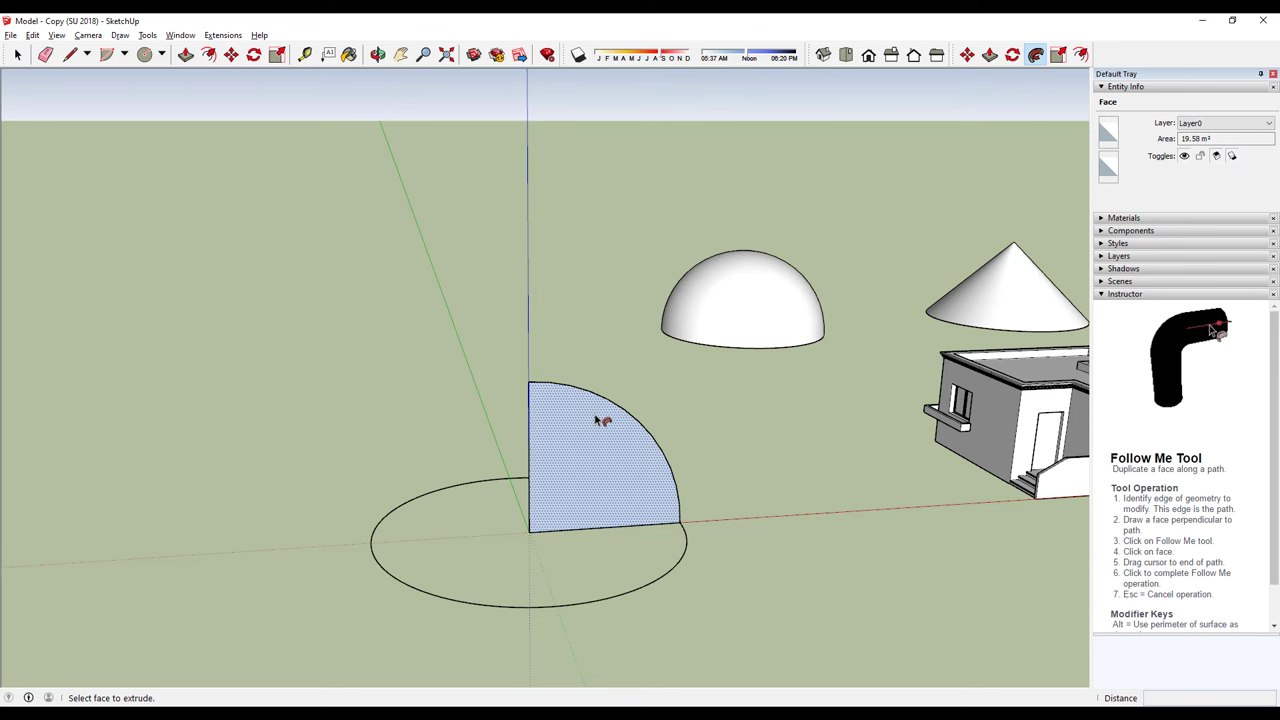 Model - Copy (SU 2018) - SketchUp
File Edit View Camera Draw Tools Window Extensions Help
J F M A M J J A S O N D
05:37 AM Noon 06:20 PM
Default Tray
Entity Info
Face
Layer: Layer0
Area: 19.58 m²
Toggles:
Materials
Components
Styles
Layers
Shadows
Scenes
Instructor
Follow Me Tool
Duplicate a face along a path.
Tool Operation
1. Identify edge of geometry to
modify. This edge is the path.
2. Draw a face perpendicular to
path.
3. Click on Follow Me tool.
4. Click on face.
5. Drag cursor to end of path.
6. Click to complete Follow Me
operation.
7. Esc = Cancel operation.
Modifier Keys
Alt = Use perimeter of surface as
Select face to extrude.
Distance